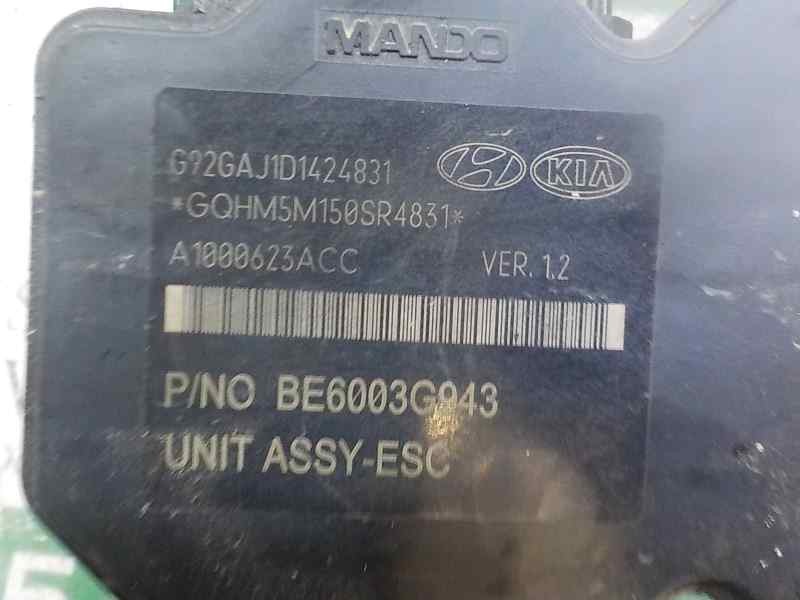 MANDO
G92GAJ1D1424831
KIA
*GQHM5M150SR4831*
A1000623ACC VER. 1.2
P/NO BE6003G943
UNIT ASSY-ESC